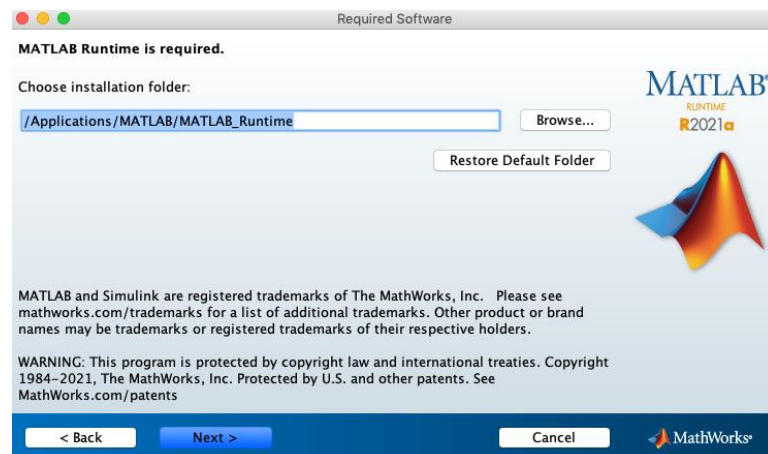 Required Software
MATLAB Runtime is required.
Choose installation folder:
/Applications/MATLAB/MATLAB_Runtime
Browse...
Restore Default Folder
MATLAB®
RUNTIME
R2021a
MATLAB and Simulink are registered trademarks of The MathWorks, Inc. Please see
mathworks.com/trademarks for a list of additional trademarks. Other product or brand
names may be trademarks or registered trademarks of their respective holders.
WARNING: This program is protected by copyright law and international treaties. Copyright
1984-2021, The MathWorks, Inc. Protected by U.S. and other patents. See
MathWorks.com/patents
< Back
Next >
Cancel
MathWorks®